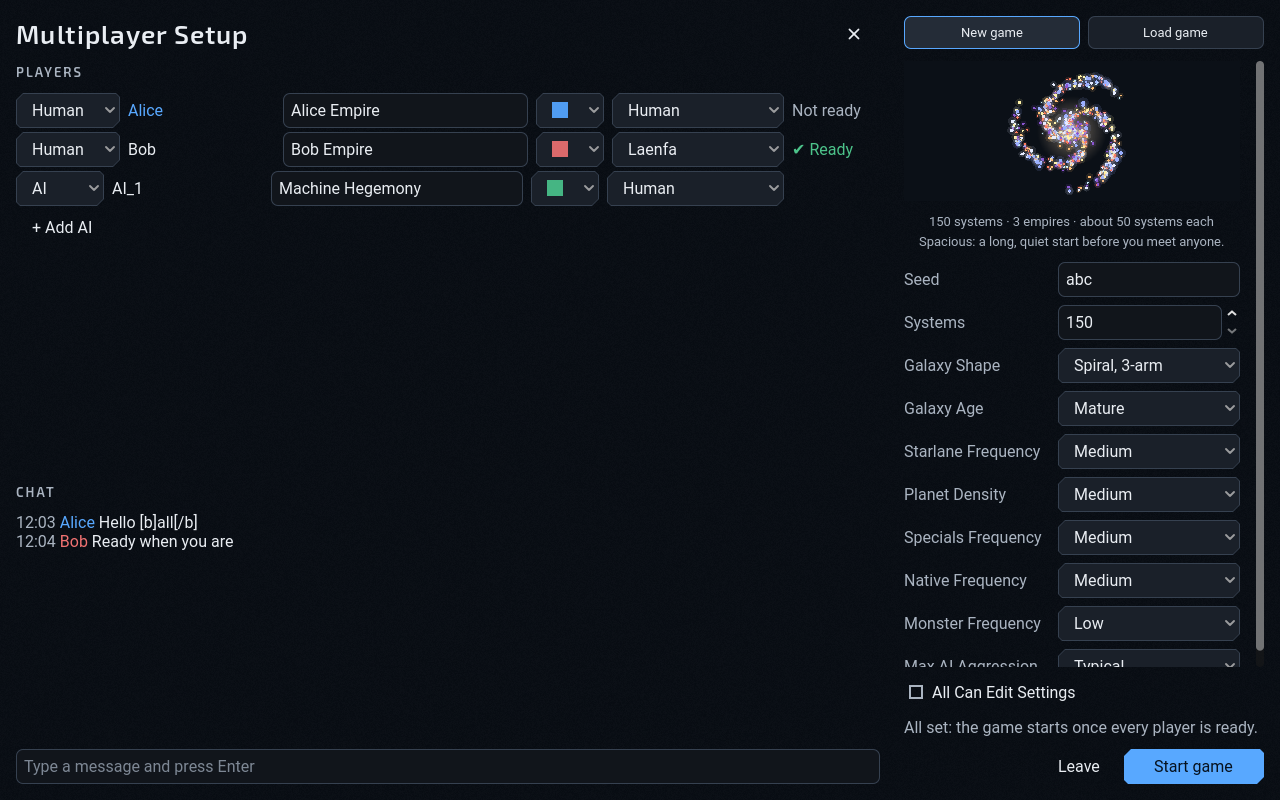 Multiplayer Setup
PLAYERS
Human Alice Alice Empire Human Not ready
Human Bob Bob Empire Laenfa ✔ Ready
AI AI_1 Machine Hegemony Human
+ Add AI
CHAT
12:03 Alice Hello [b]all[/b]
12:04 Bob Ready when you are
Type a message and press Enter
New game Load game
150 systems · 3 empires · about 50 systems each
Spacious: a long, quiet start before you meet anyone.
Seed abc
Systems 150
Galaxy Shape Spiral, 3-arm
Galaxy Age Mature
Starlane Frequency Medium
Planet Density Medium
Specials Frequency Medium
Native Frequency Medium
Monster Frequency Low
Max AI Aggression Typical
All Can Edit Settings
All set: the game starts once every player is ready.
Leave Start game